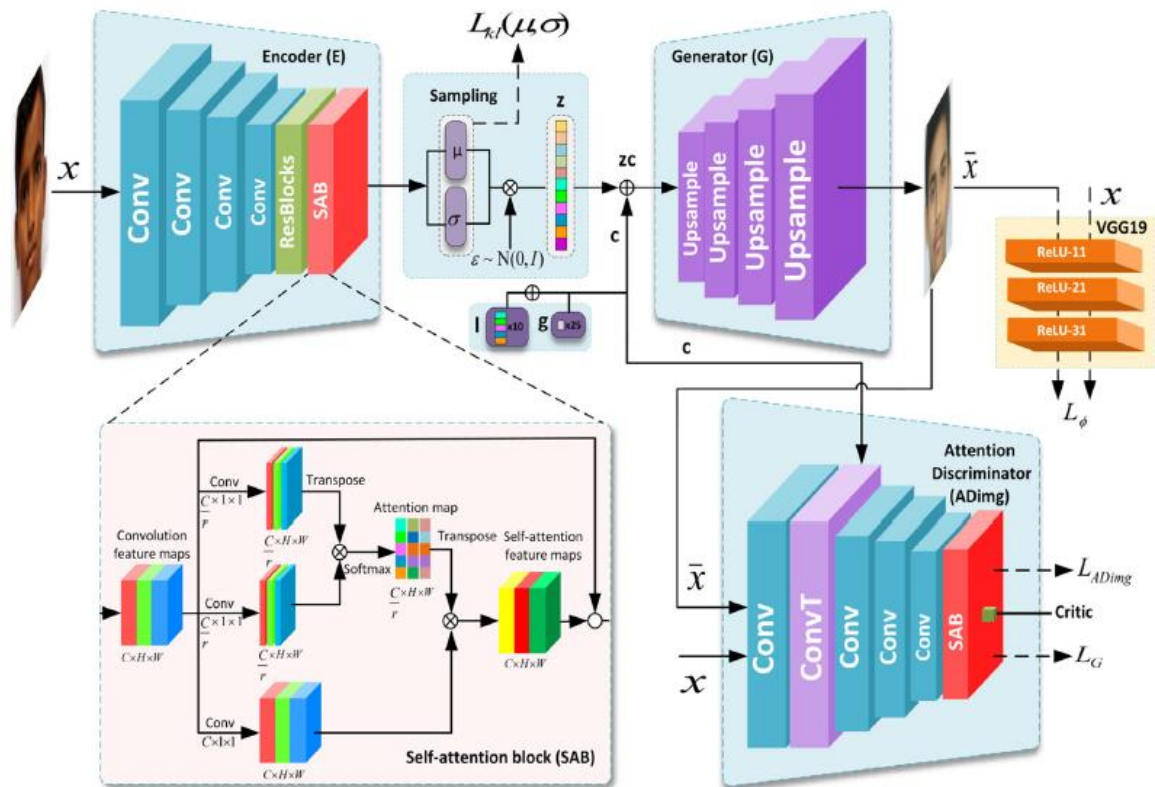 L_kl(μ,σ)
Encoder (E)
Generator (G)
Sampling
z
x
Conv
Conv
Conv
Conv
ResBlocks
SAB
μ
σ
ε ~ N(0, I)
zc
c
Upsample
Upsample
Upsample
Upsample
x̄
x
VGG19
ReLU-11
ReLU-21
ReLU-31
L_ϕ
l
x10
g
x25
c
Conv
C/r×1×1
Transpose
C/r×H×W
Convolution
feature maps
C×H×W
Conv
C/r×1×1
C/r×H×W
Softmax
Attention map
C/r×H×W
Transpose
Self-attention
feature maps
C×H×W
Conv
C×1×1
C×H×W
Self-attention block (SAB)
Attention
Discriminator
(ADimg)
x̄
x
Conv
ConvT
Conv
Conv
Conv
SAB
L_ADimg
Critic
L_G